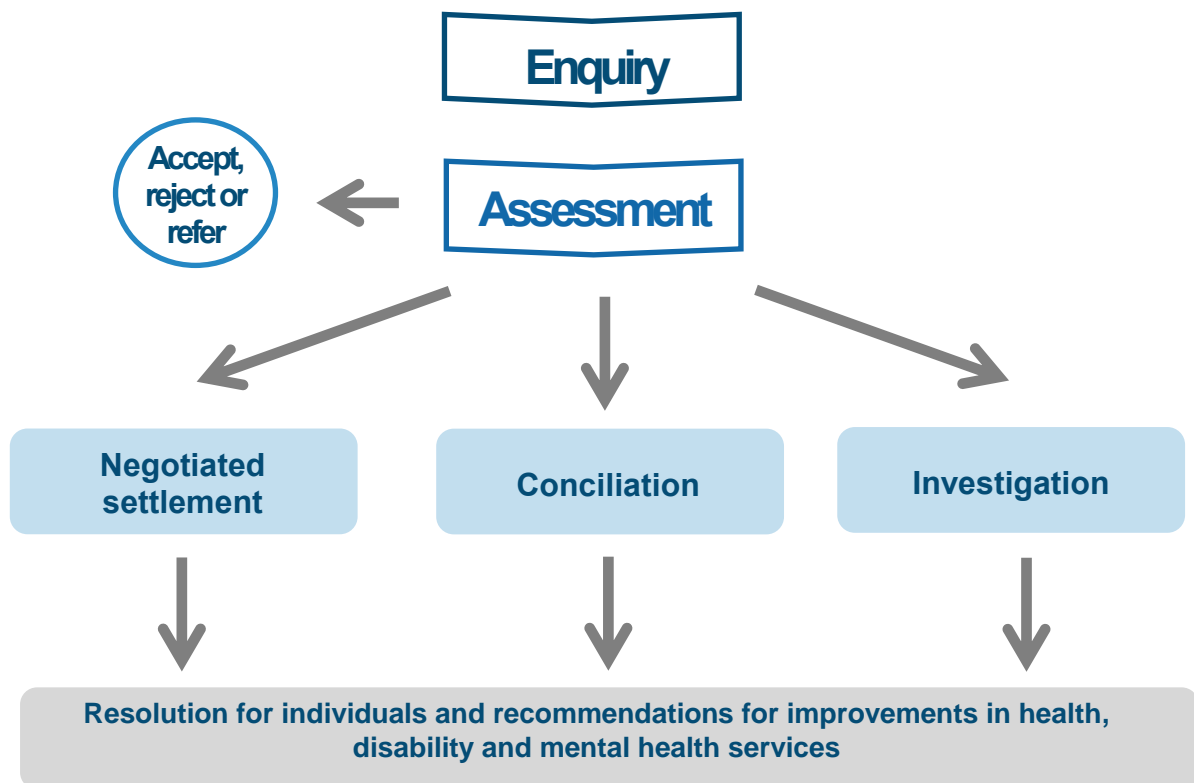 Enquiry
Accept,
reject or
refer
Assessment
Negotiated
settlement
Conciliation
Investigation
Resolution for individuals and recommendations for improvements in health,
disability and mental health services